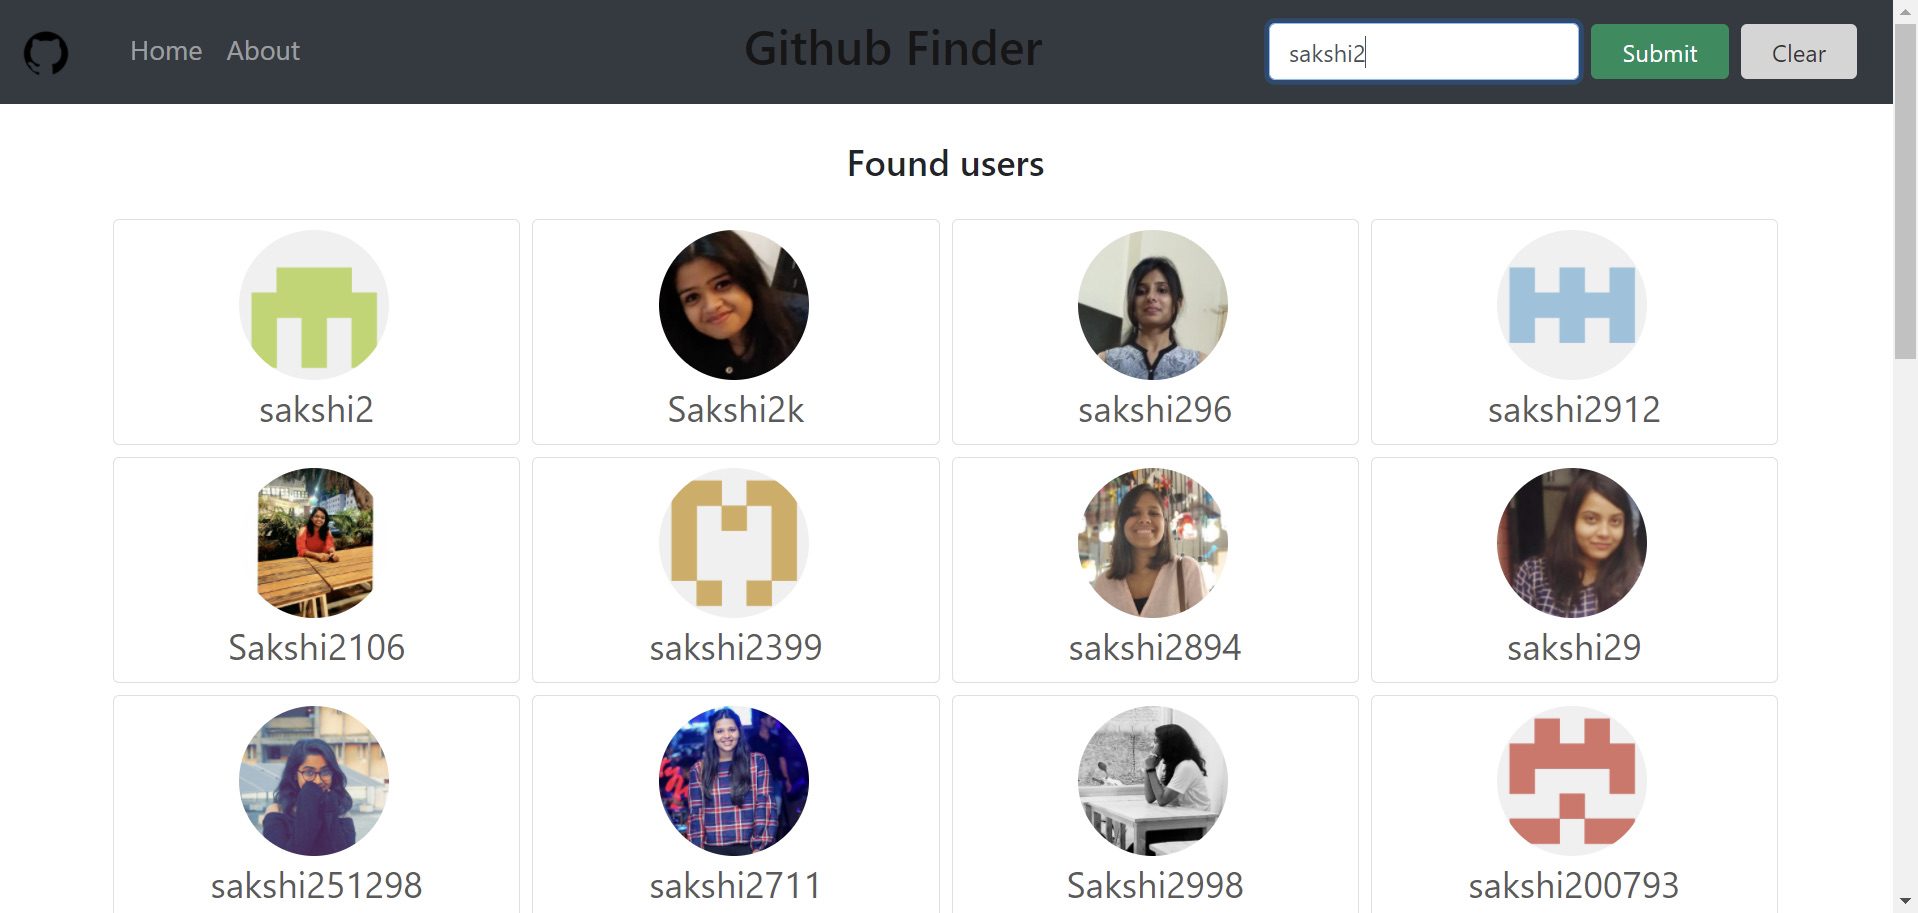 Home About Github Finder sakshi2 Submit Clear
Found users
sakshi2 Sakshi2k sakshi296 sakshi2912
Sakshi2106 sakshi2399 sakshi2894 sakshi29
sakshi251298 sakshi2711 Sakshi2998 sakshi200793